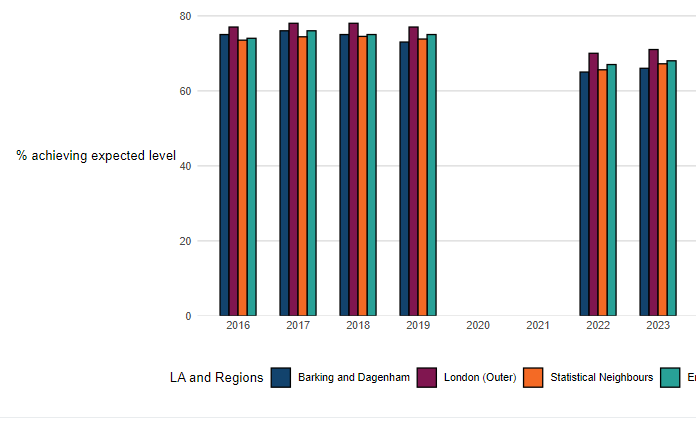 80
60
% achieving expected level
40
20
0
2016 2017 2018 2019 2020 2021 2022 2023
LA and Regions Barking and Dagenham London (Outer) Statistical Neighbours